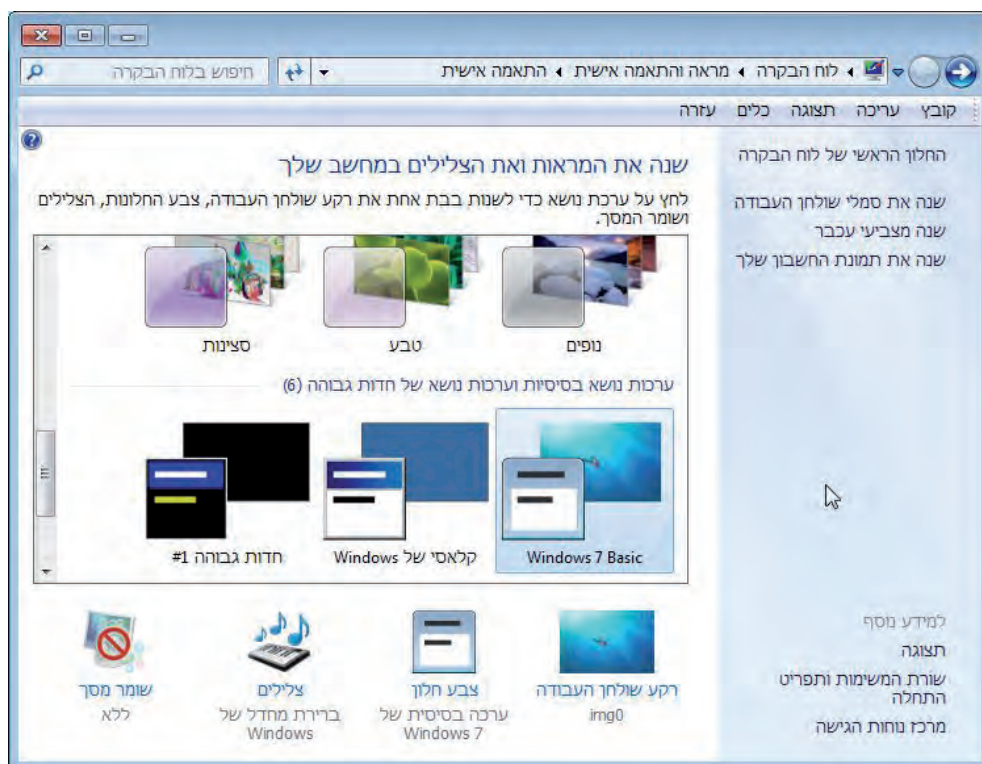 לוח הבקרה
מראה והתאמה אישית
התאמה אישית
חיפוש בלוח הבקרה
קובץ עריכה תצוגה כלים עזרה
החלון הראשי של לוח הבקרה
שנה את סמלי שולחן העבודה
שנה מצביעי עכבר
שנה את תמונת החשבון שלך
שנה את המראות ואת הצלילים במחשב שלך
לחץ על ערכת נושא כדי לשנות בבת אחת את רקע שולחן העבודה, צבע החלונות, הצלילים
ושומר המסך.
נופים
טבע
סצינות
ערכות נושא בסיסיות וערכות נושא של חדות גבוהה (6)
Windows 7 Basic
קלאסי של Windows
חדות גבוהה 1#
רקע שולחן העבודה
img0
צבע חלון
ערכה בסיסית של
Windows 7
צלילים
ברירת מחדל של
Windows
שומר מסך
ללא
למידע נוסף
תצוגה
שורת המשימות ותפריט
התחלה
מרכז נוחות הגישה